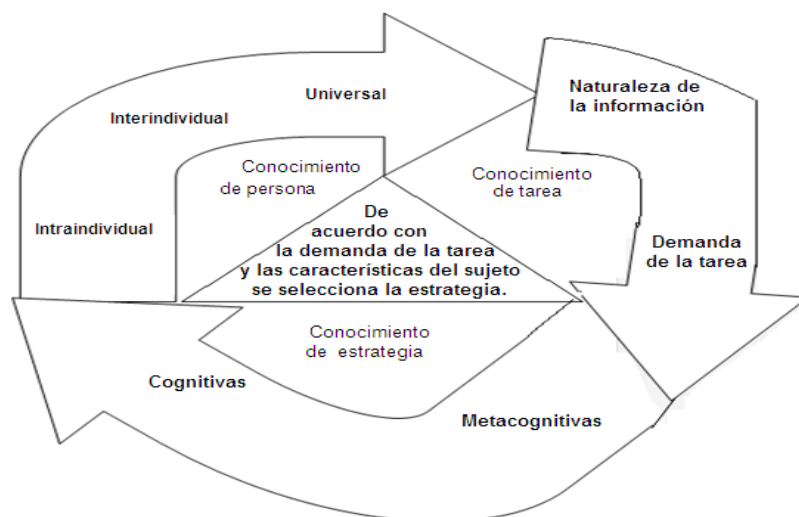 Universal
Interindividual
Intraindividual
Conocimiento
de persona
Naturaleza de
la información
Conocimiento
de tarea
Demanda
de la tarea
De
acuerdo con
la demanda de la tarea
y las características del sujeto
se selecciona la estrategia.
Conocimiento
de estrategia
Cognitivas
Metacognitivas